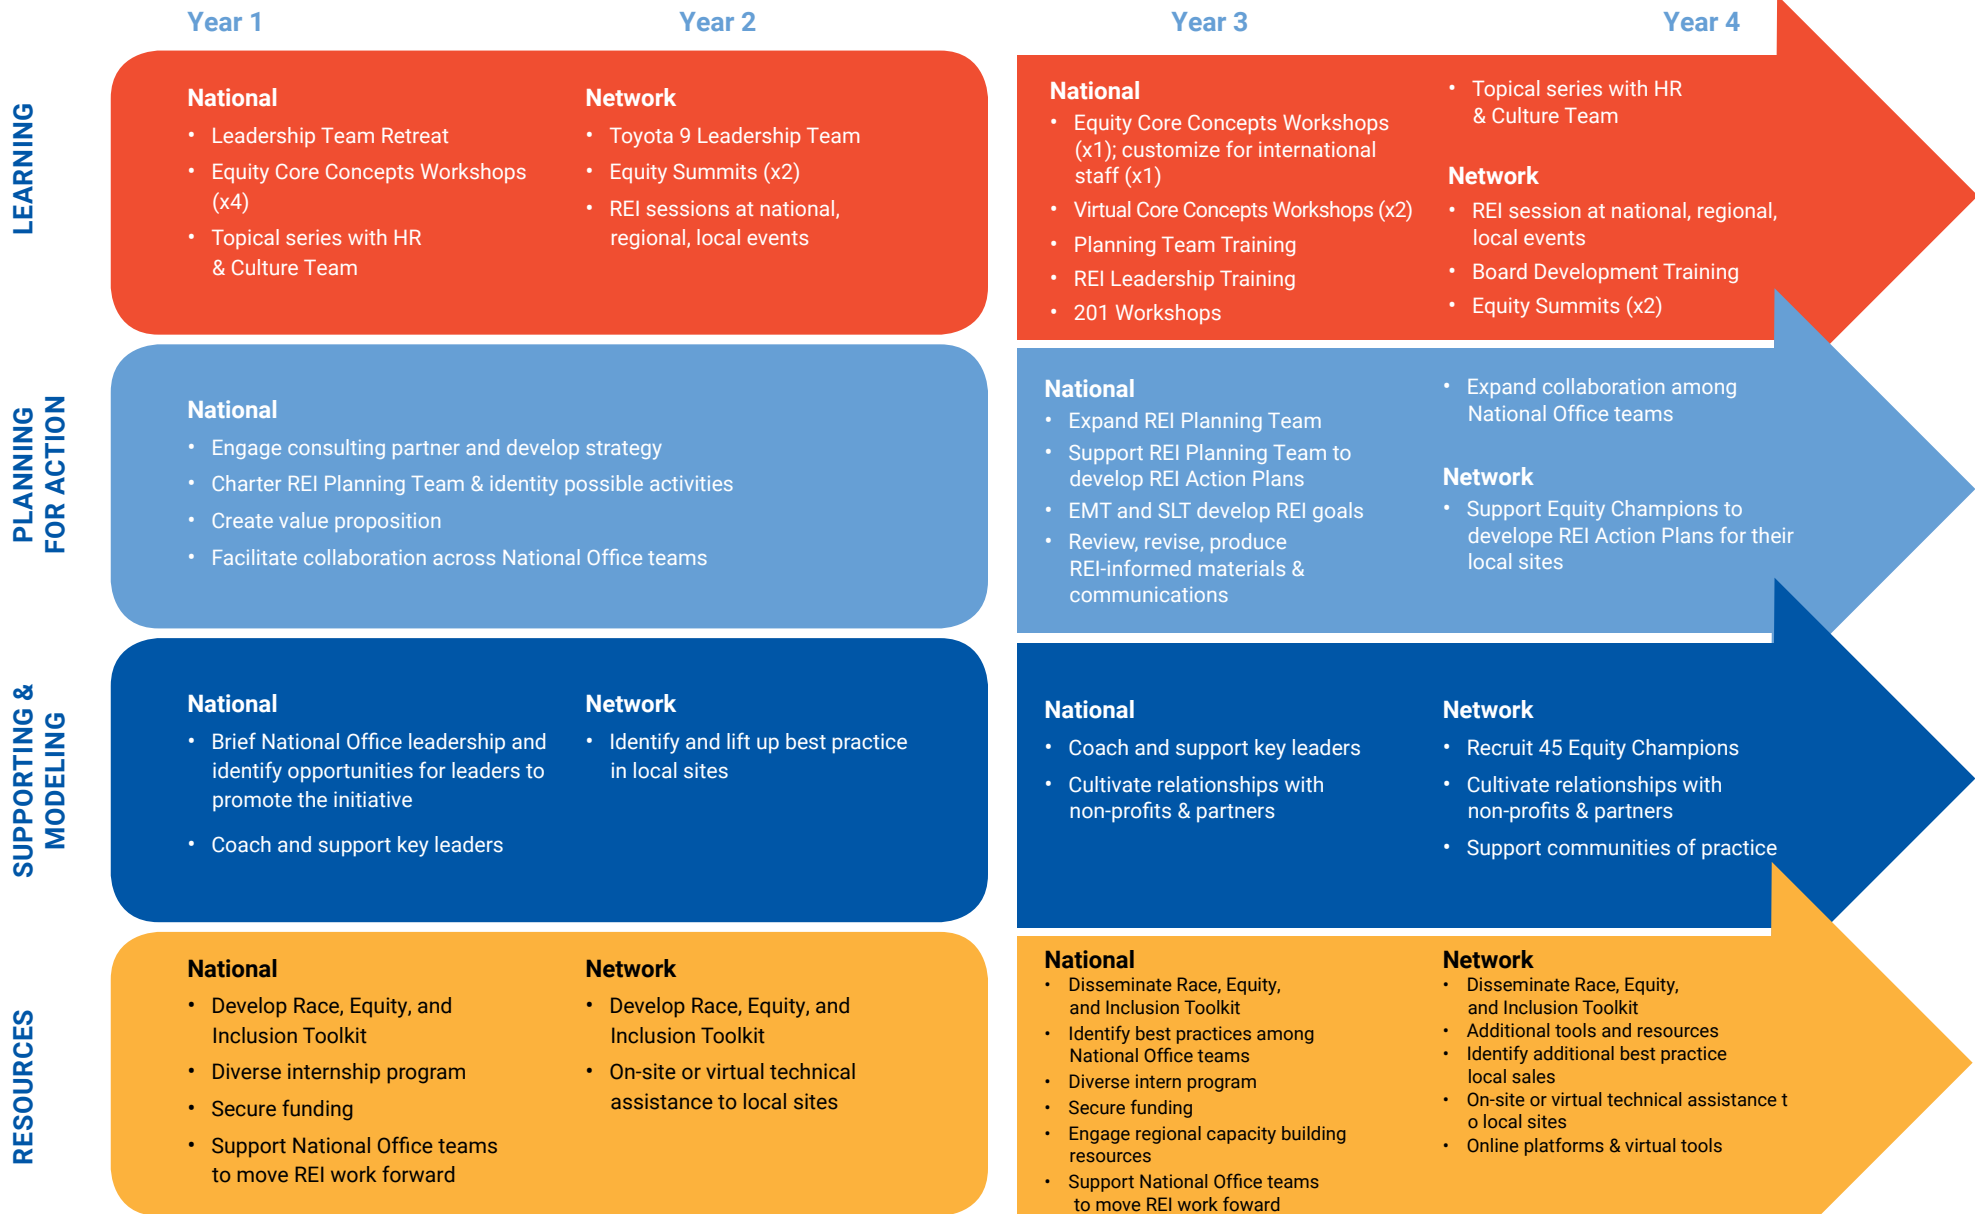 Year 1
Year 2
Year 3
Year 4
LEARNING
National
• Leadership Team Retreat
• Equity Core Concepts Workshops
(x4)
• Topical series with HR
& Culture Team
Network
• Toyota 9 Leadership Team
• Equity Summits (x2)
• REI sessions at national,
regional, local events
National
• Equity Core Concepts Workshops
(x1); customize for international
staff (x1)
• Virtual Core Concepts Workshops (x2)
• Planning Team Training
• REI Leadership Training
• 201 Workshops
• Topical series with HR
& Culture Team
Network
• REI session at national, regional,
local events
• Board Development Training
• Equity Summits (x2)
PLANNING
FOR ACTION
National
• Engage consulting partner and develop strategy
• Charter REI Planning Team & identity possible activities
• Create value proposition
• Facilitate collaboration across National Office teams
National
• Expand REI Planning Team
• Support REI Planning Team to
develop REI Action Plans
• EMT and SLT develop REI goals
• Review, revise, produce
REI-informed materials &
communications
• Expand collaboration among
National Office teams
Network
• Support Equity Champions to
develope REI Action Plans for their
local sites
SUPPORTING &
MODELING
National
• Brief National Office leadership and
identify opportunities for leaders to
promote the initiative
• Coach and support key leaders
Network
• Identify and lift up best practice
in local sites
National
• Coach and support key leaders
• Cultivate relationships with
non-profits & partners
Network
• Recruit 45 Equity Champions
• Cultivate relationships with
non-profits & partners
• Support communities of practice
RESOURCES
National
• Develop Race, Equity, and
Inclusion Toolkit
• Diverse internship program
• Secure funding
• Support National Office teams
to move REI work forward
Network
• Develop Race, Equity, and
Inclusion Toolkit
• On-site or virtual technical
assistance to local sites
National
• Disseminate Race, Equity,
and Inclusion Toolkit
• Identify best practices among
National Office teams
• Diverse intern program
• Secure funding
• Engage regional capacity building
resources
• Support National Office teams
to move REI work foward
Network
• Disseminate Race, Equity,
and Inclusion Toolkit
• Additional tools and resources
• Identify additional best practice
local sales
• On-site or virtual technical assistance t
o local sites
• Online platforms & virtual tools